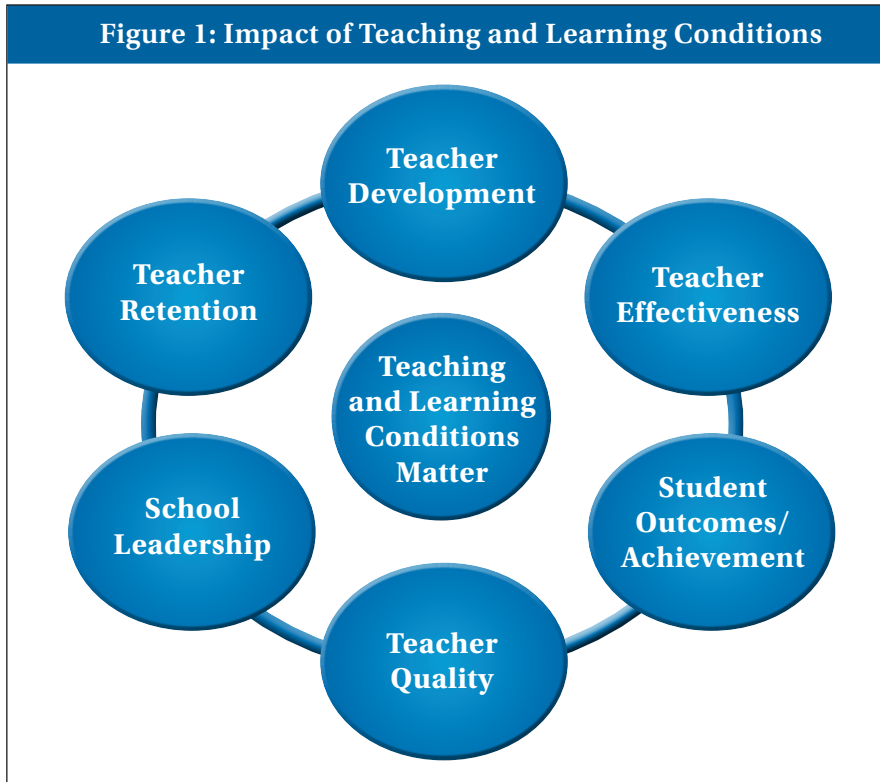 Figure 1: Impact of Teaching and Learning Conditions
Teacher
Development
Teacher
Retention
Teacher
Effectiveness
Teaching
and Learning
Conditions
Matter
School
Leadership
Student
Outcomes/
Achievement
Teacher
Quality